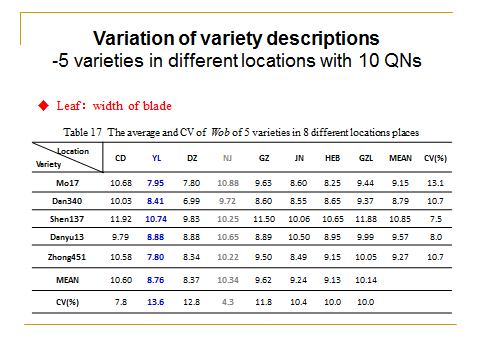 Variation of variety descriptions
-5 varieties in different locations with 10 QNs
◆ Leaf: width of blade
Table 17 The average and CV of Wob of 5 varieties in 8 different locations places
Location Variety CD YL DZ NJ GZ JN HEB GZL MEAN CV(%)
Mo17 10.68 7.95 7.80 10.88 9.63 8.60 8.25 9.44 9.15 13.1
Dan340 10.03 8.41 6.99 9.72 8.60 8.55 8.65 9.37 8.79 10.7
Shen137 11.92 10.74 9.83 10.25 11.50 10.06 10.65 11.88 10.85 7.5
Danyu13 9.79 8.88 8.88 10.65 8.89 10.50 8.95 9.99 9.57 8.0
Zhong451 10.58 7.80 8.34 10.22 9.50 8.49 9.15 10.05 9.27 10.7
MEAN 10.60 8.76 8.37 10.34 9.62 9.24 9.13 10.14
CV(%) 7.8 13.6 12.8 4.3 11.8 10.4 10.0 10.0